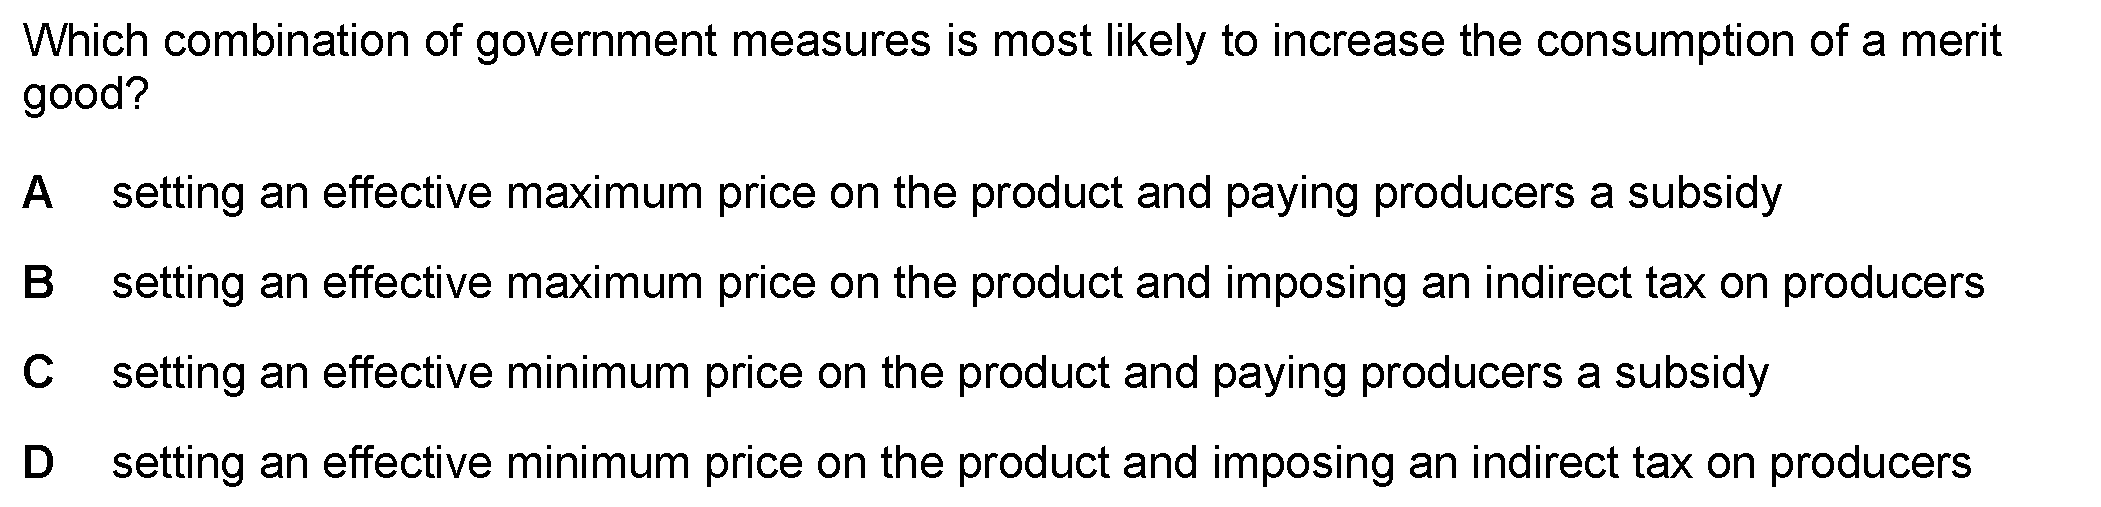 Which combination of government measures is most likely to increase the consumption of a merit
good?
A setting an effective maximum price on the product and paying producers a subsidy
B setting an effective maximum price on the product and imposing an indirect tax on producers
C setting an effective minimum price on the product and paying producers a subsidy
D setting an effective minimum price on the product and imposing an indirect tax on producers